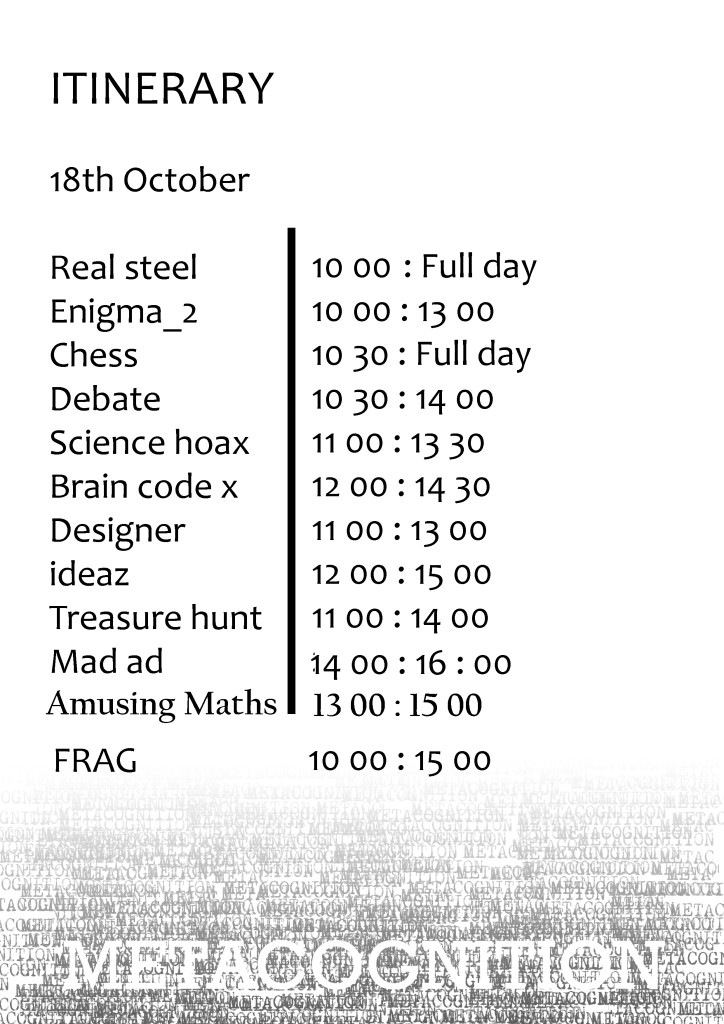 ITINERARY
18th October
Real steel 10 00 : Full day
Enigma_2 10 00 : 13 00
Chess 10 30 : Full day
Debate 10 30 : 14 00
Science hoax 11 00 : 13 30
Brain code x 12 00 : 14 30
Designer 11 00 : 13 00
ideaz 12 00 : 15 00
Treasure hunt 11 00 : 14 00
Mad ad 14 00 : 16 : 00
Amusing Maths 13 00 : 15 00
FRAG 10 00 : 15 00
METACOGNITION